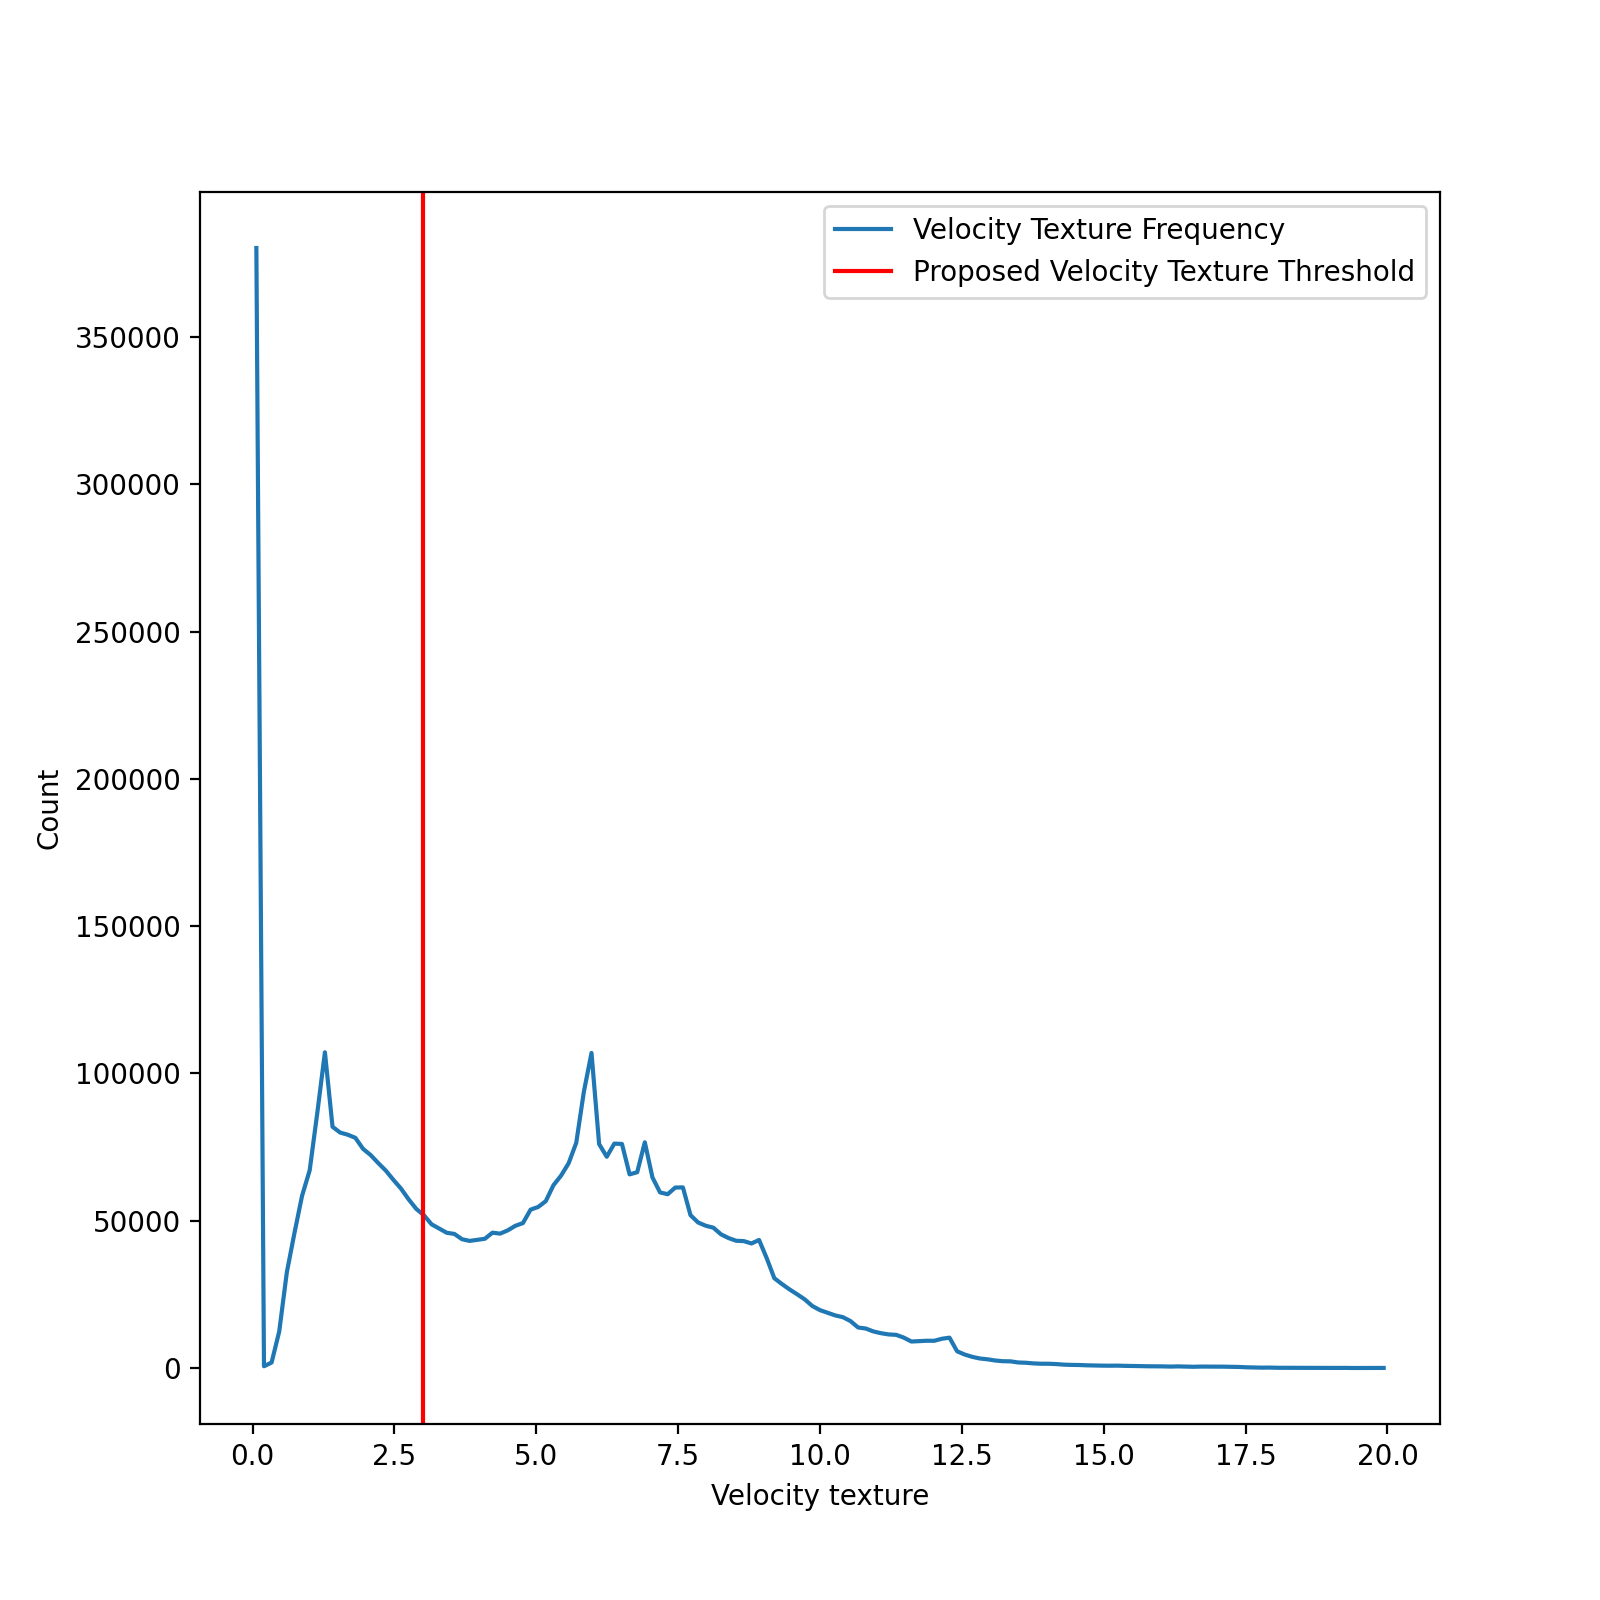 Velocity Texture Frequency
Proposed Velocity Texture Threshold
350000
300000
250000
200000
150000
100000
50000
0
Count
0.0 2.5 5.0 7.5 10.0 12.5 15.0 17.5 20.0
Velocity texture